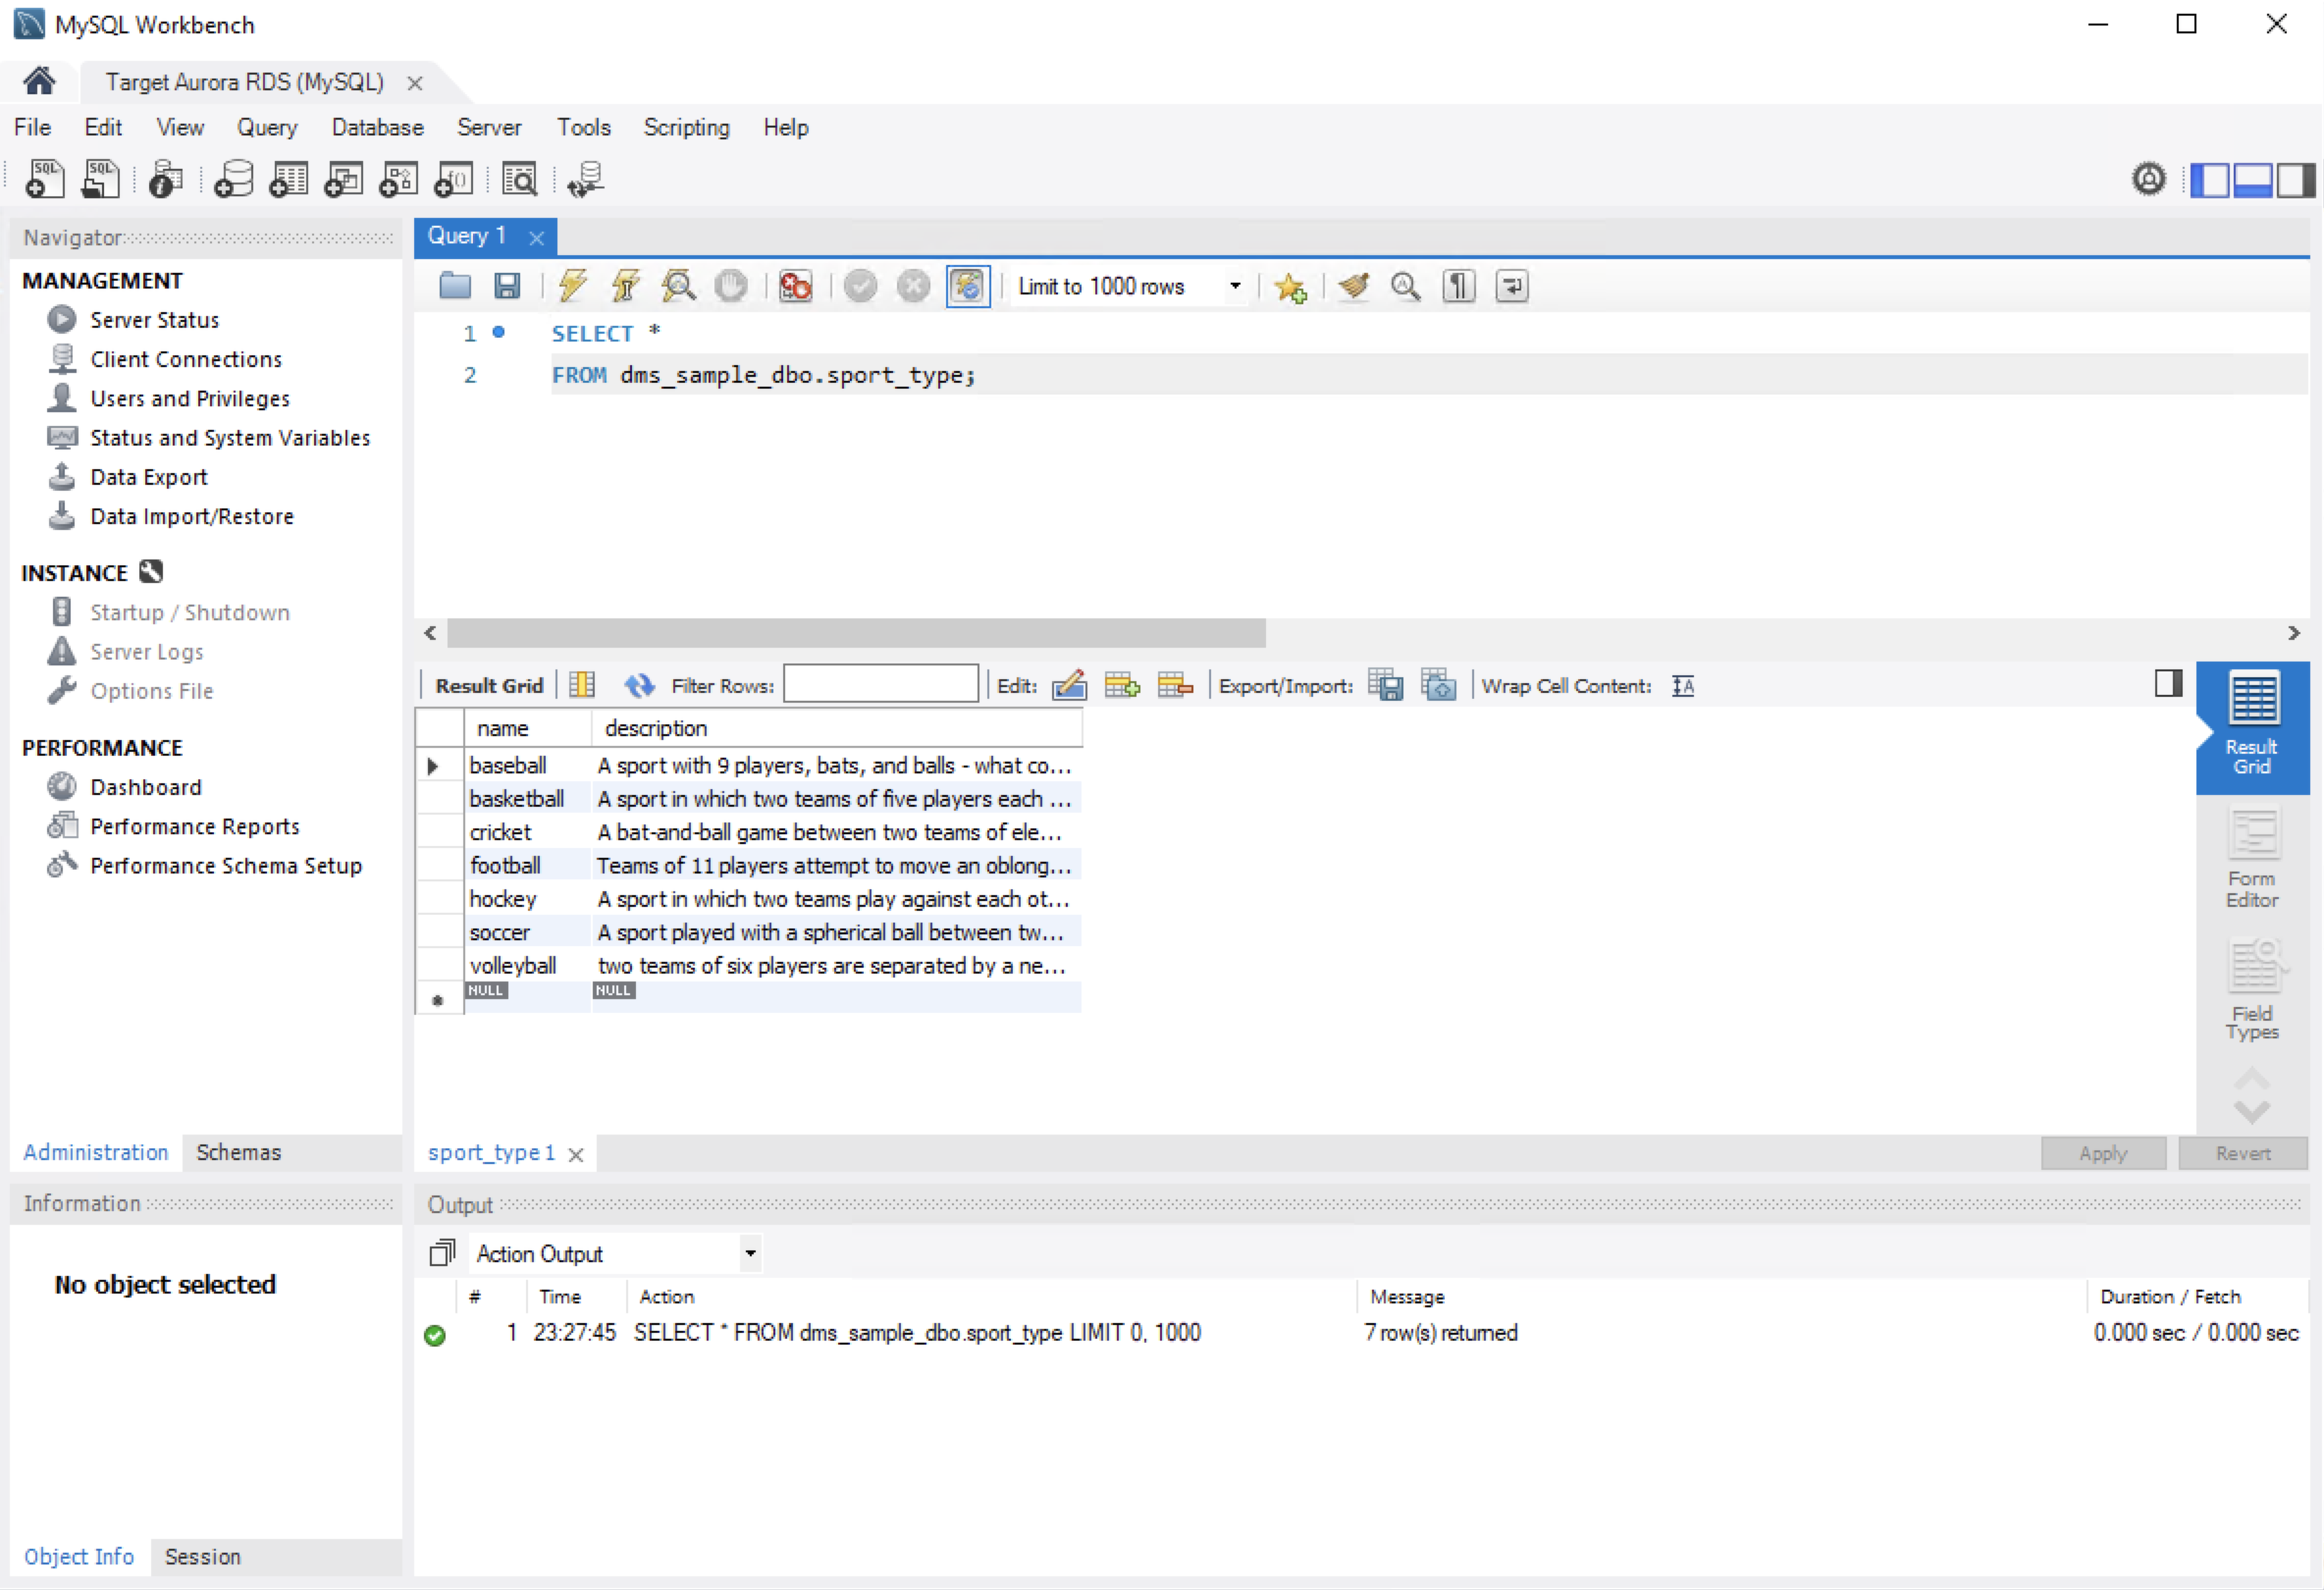 MySQL Workbench
Target Aurora RDS (MySQL)
File Edit View Query Database Server Tools Scripting Help
Navigator
MANAGEMENT
Server Status
Client Connections
Users and Privileges
Status and System Variables
Data Export
Data Import/Restore
INSTANCE
Startup / Shutdown
Server Logs
Options File
PERFORMANCE
Dashboard
Performance Reports
Performance Schema Setup
Administration Schemas
Information
No object selected
Object Info Session
Query 1
Limit to 1000 rows
1 SELECT *
2 FROM dms_sample_dbo.sport_type;
Result Grid Filter Rows: Edit: Export/Import: Wrap Cell Content:
name description
baseball A sport with 9 players, bats, and balls - what co...
basketball A sport in which two teams of five players each ...
cricket A bat-and-ball game between two teams of ele...
football Teams of 11 players attempt to move an oblong...
hockey A sport in which two teams play against each ot...
soccer A sport played with a spherical ball between tw...
volleyball two teams of six players are separated by a ne...
NULL NULL
Result
Grid
Form
Editor
Field
Types
sport_type 1
Apply Revert
Output
Action Output
# Time Action Message Duration / Fetch
1 23:27:45 SELECT * FROM dms_sample_dbo.sport_type LIMIT 0, 1000 7 row(s) returned 0.000 sec / 0.000 sec